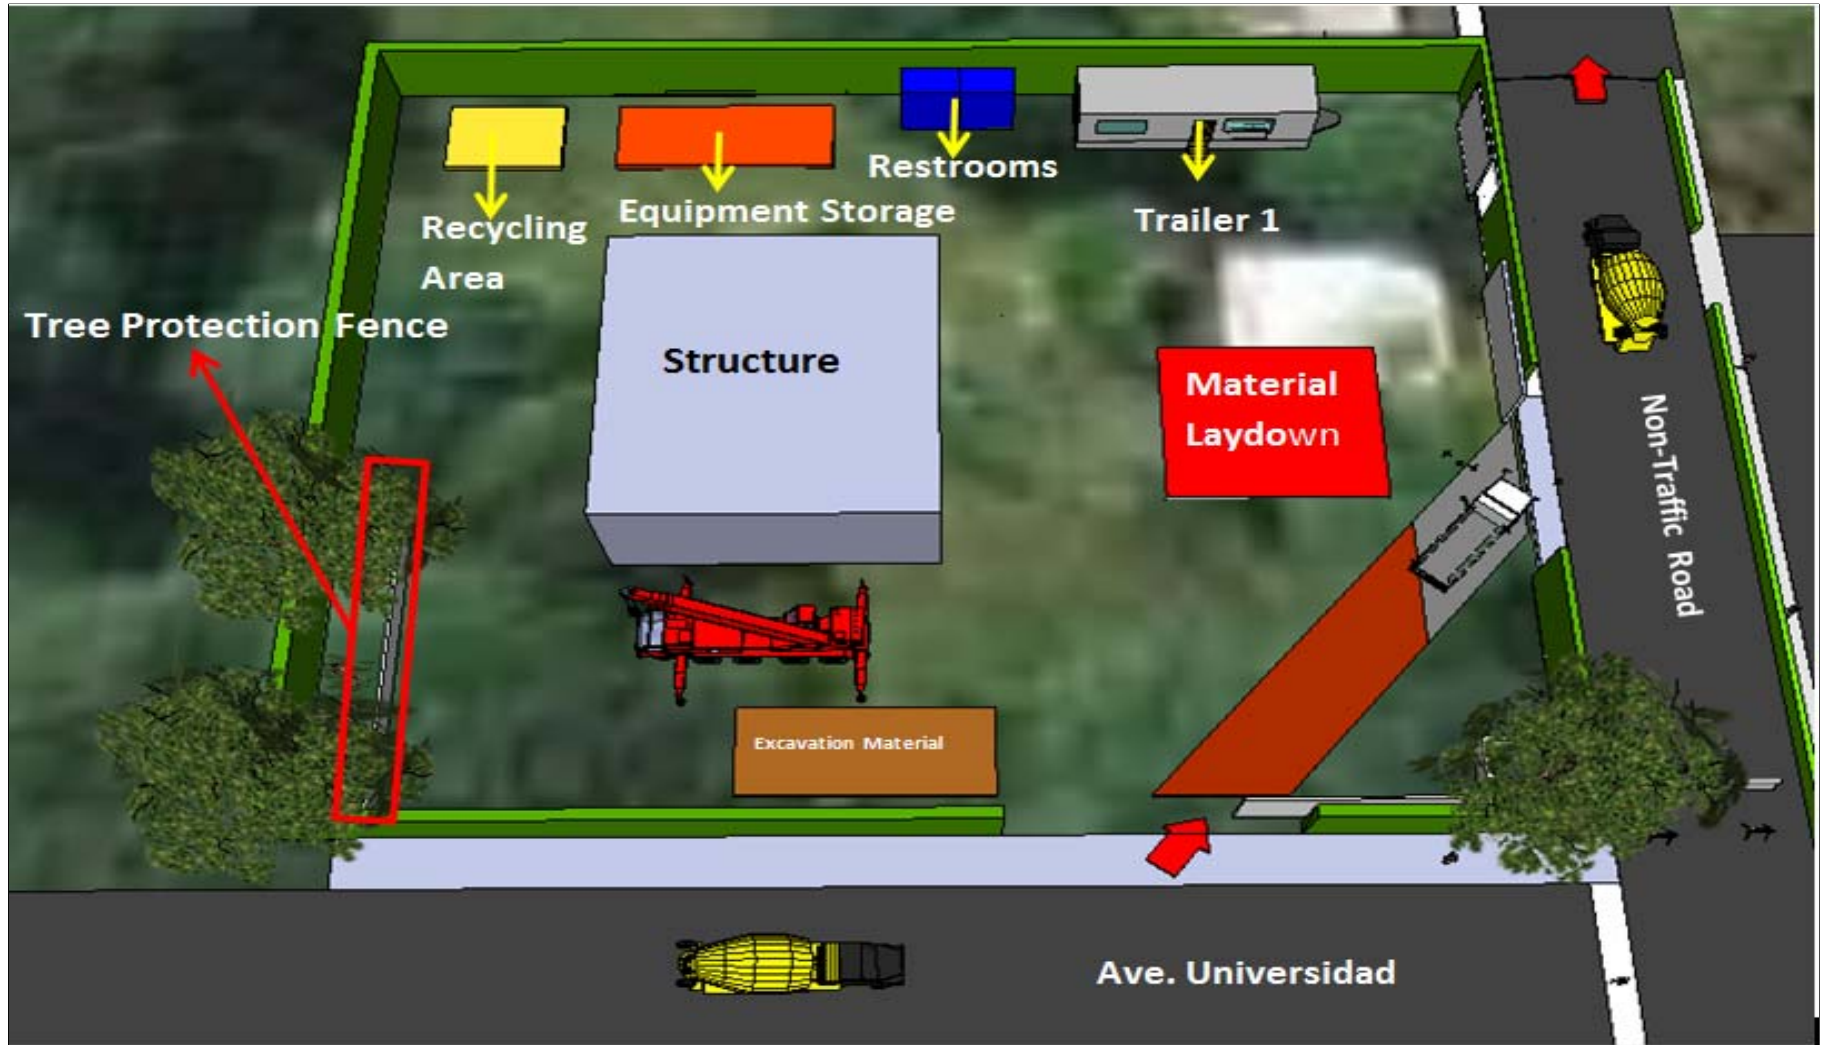 Restrooms
Equipment Storage
Trailer 1
Recycling
Area
Tree Protection Fence
Structure
Material
Laydown
Non-Traffic Road
Excavation Material
Ave. Universidad